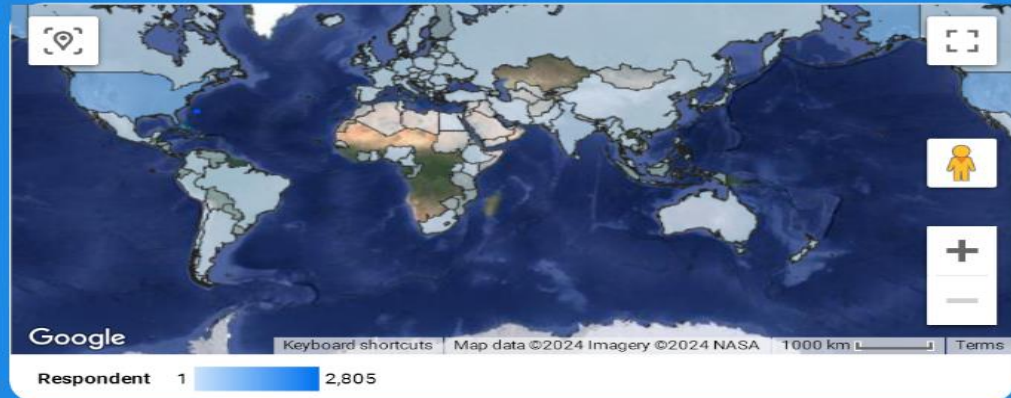 Google
Keyboard shortcuts Map data ©2024 Imagery ©2024 NASA 1000 km Terms
Respondent 1 2,805